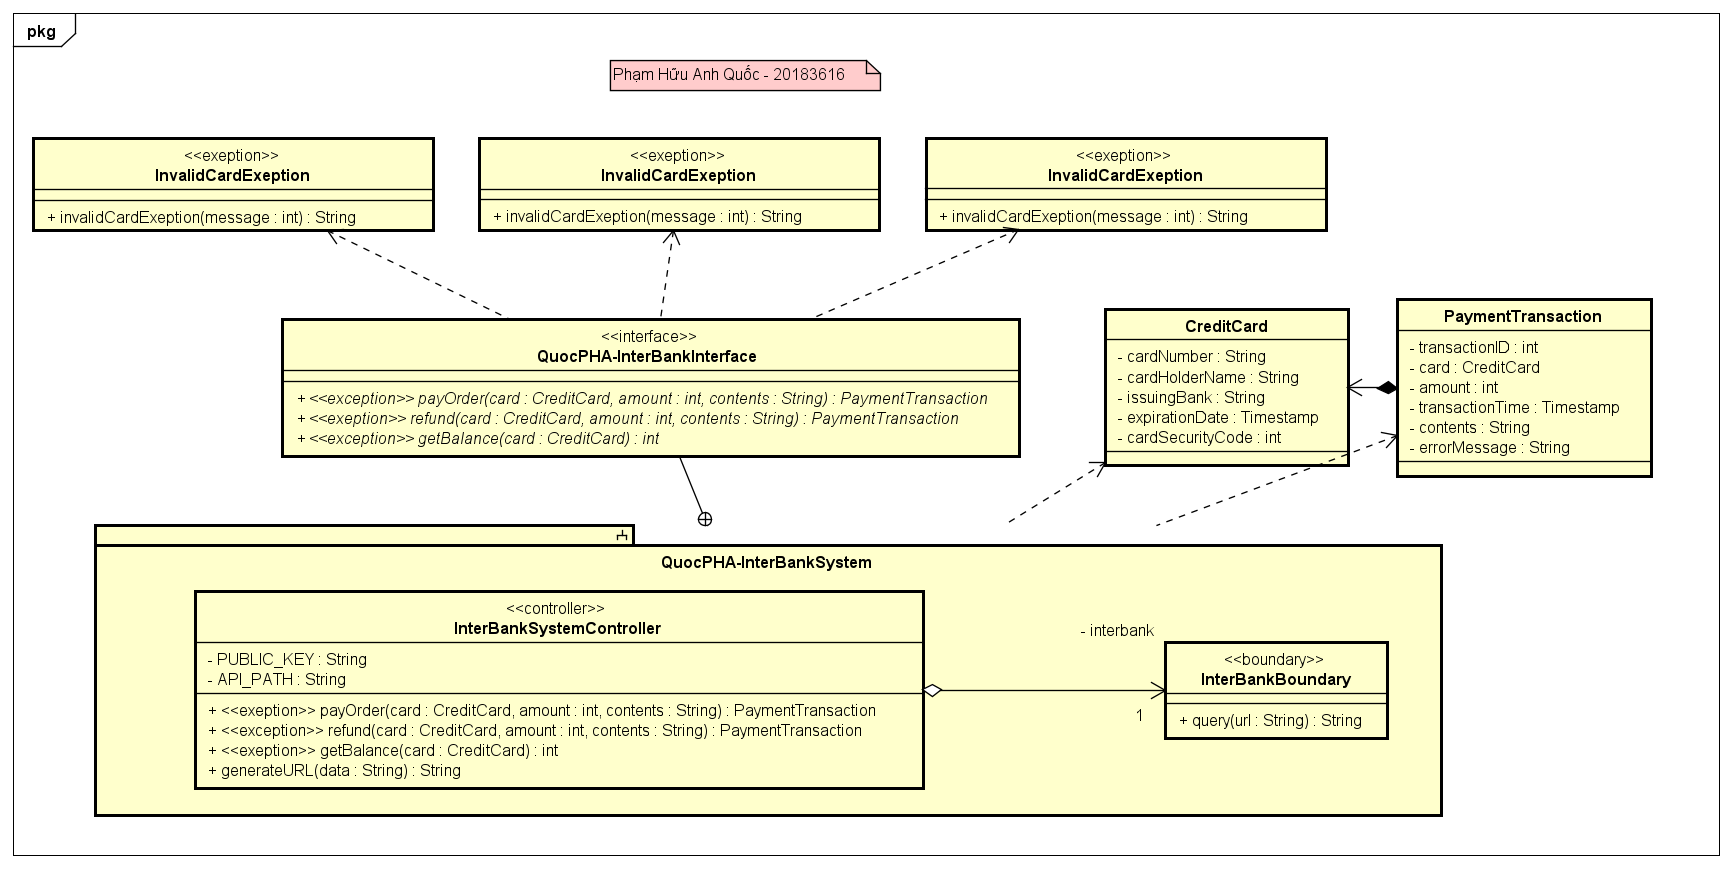 pkg
Phạm Hữu Anh Quốc - 20183616
<<exeption>>
InvalidCardExeption
+ invalidCardExeption(message : int) : String
<<exeption>>
InvalidCardExeption
+ invalidCardExeption(message : int) : String
<<exeption>>
InvalidCardExeption
+ invalidCardExeption(message : int) : String
<<interface>>
QuocPHA-InterBankInterface
+ <<exception>> payOrder(card : CreditCard, amount : int, contents : String) : PaymentTransaction
+ <<exeption>> refund(card : CreditCard, amount : int, contents : String) : PaymentTransaction
+ <<exception>> getBalance(card : CreditCard) : int
CreditCard
- cardNumber : String
- cardHolderName : String
- issuingBank : String
- expirationDate : Timestamp
- cardSecurityCode : int
PaymentTransaction
- transactionID : int
- card : CreditCard
- amount : int
- transactionTime : Timestamp
- contents : String
- errorMessage : String
QuocPHA-InterBankSystem
<<controller>>
InterBankSystemController
- PUBLIC_KEY : String
- API_PATH : String
+ <<exeption>> payOrder(card : CreditCard, amount : int, contents : String) : PaymentTransaction
+ <<exception>> refund(card : CreditCard, amount : int, contents : String) : PaymentTransaction
+ <<exeption>> getBalance(card : CreditCard) : int
+ generateURL(data : String) : String
- interbank
1
<<boundary>>
InterBankBoundary
+ query(url : String) : String